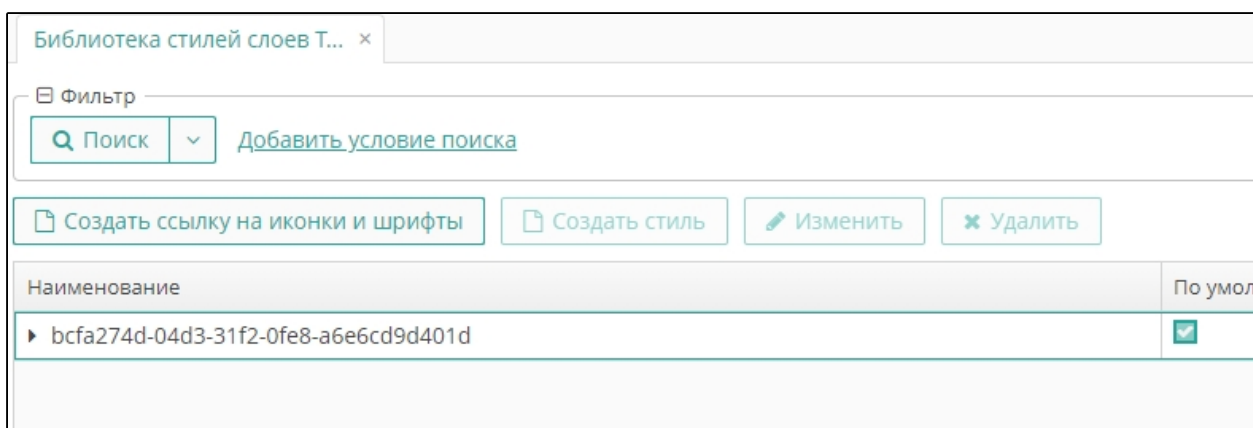 Библиотека стилей слоев Т... ×
Фильтр
Поиск Добавить условие поиска
Создать ссылку на иконки и шрифты Создать стиль Изменить Удалить
Наименование По умол
bcfa274d-04d3-31f2-0fe8-a6e6cd9d401d